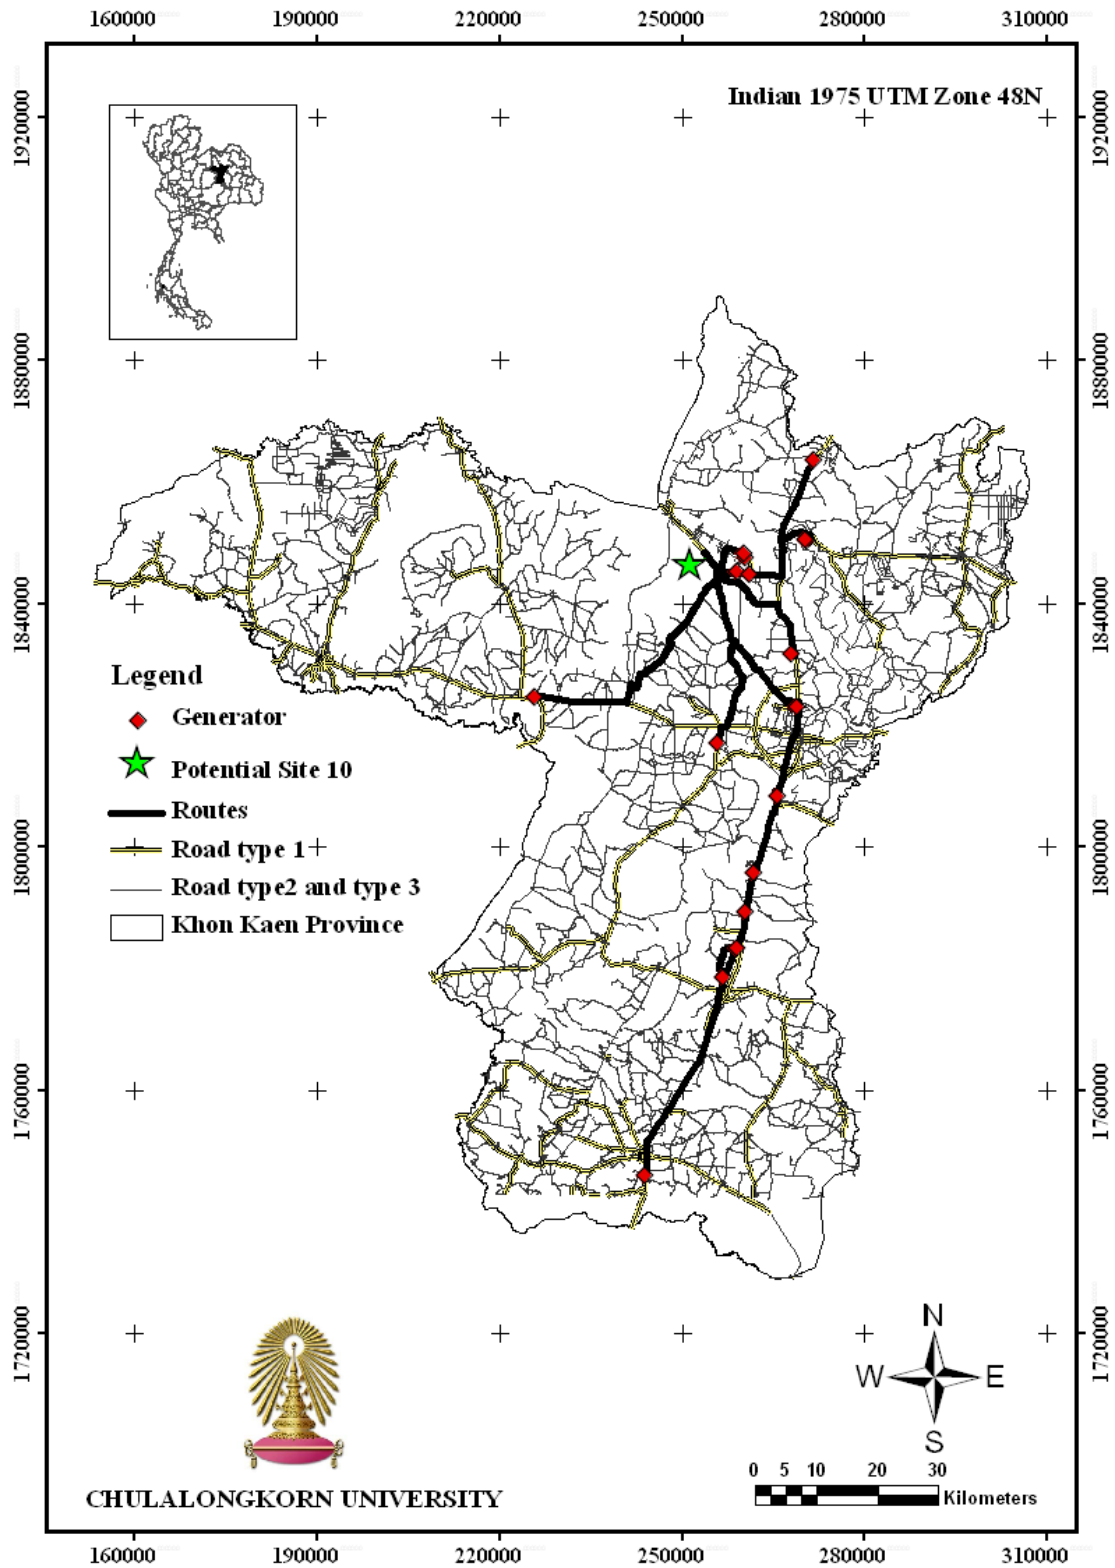 160000 190000 220000 250000 280000 310000
Indian 1975 UTM Zone 48N
1920000 1920000
1880000 1880000
1840000 1840000
Legend
Generator
Potential Site 10
Routes
Road type 1
1800000 1800000
Road type2 and type 3
Khon Kaen Province
1760000 1760000
1720000 1720000
N
W E
S
0 5 10 20 30
Kilometers
CHULALONGKORN UNIVERSITY
160000 190000 220000 250000 280000 310000